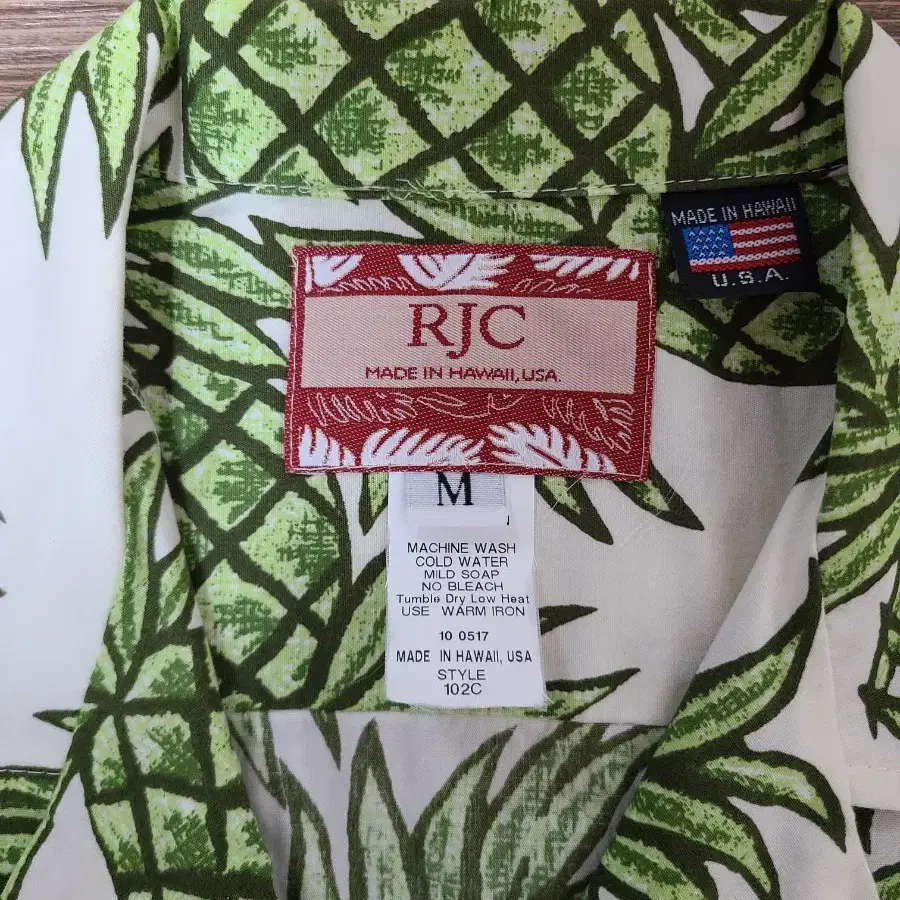 MADE IN HAWAII
U.S.A.
RJC
MADE IN HAWAII, USA.
M
MACHINE WASH
COLD WATER
MILD SOAP
NO BLEACH
Tumble Dry Low Heat
USE WARM IRON
10 0517
MADE IN HAWAII, USA
STYLE
102C